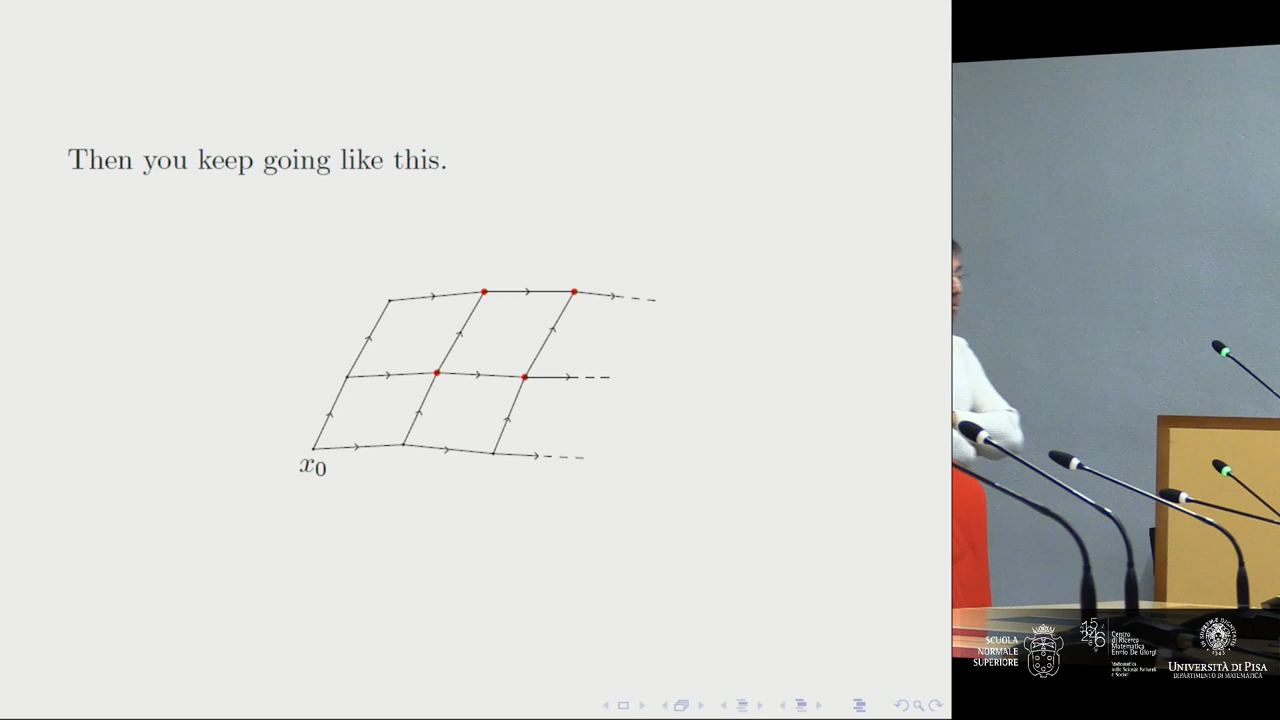 Then you keep going like this.
x0
SCUOLA
NORMALE
SUPERIORE
Centro
di Ricerca
Matematica
Ennio De Giorgi
UNIVERSITÀ DI PISA
DIPARTIMENTO DI MATEMATICA